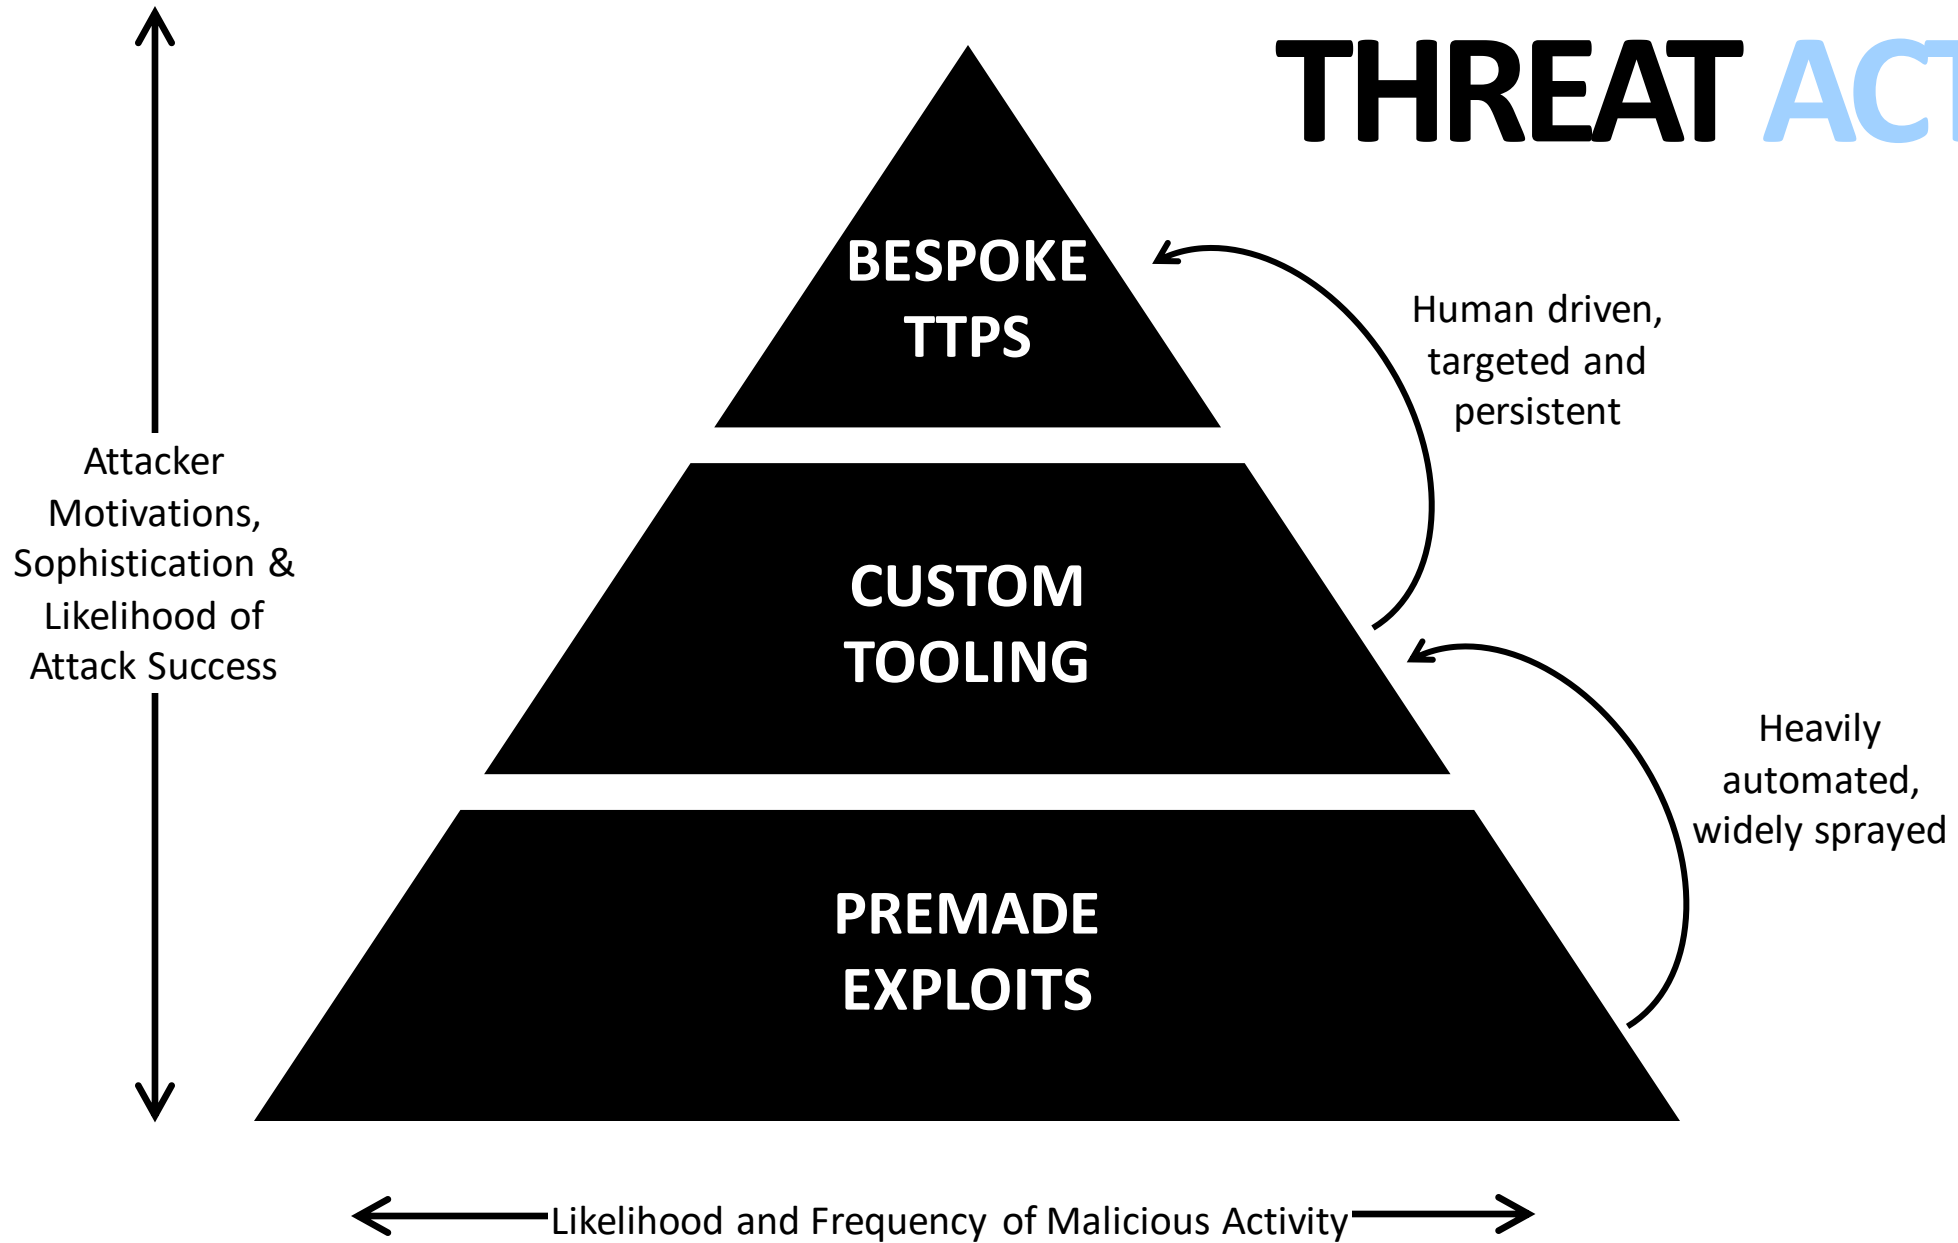 THREAT ACT
BESPOKE
TTPS
Human driven,
targeted and
persistent
Attacker
Motivations,
Sophistication &
Likelihood of
Attack Success
CUSTOM
TOOLING
Heavily
automated,
widely sprayed
PREMADE
EXPLOITS
Likelihood and Frequency of Malicious Activity